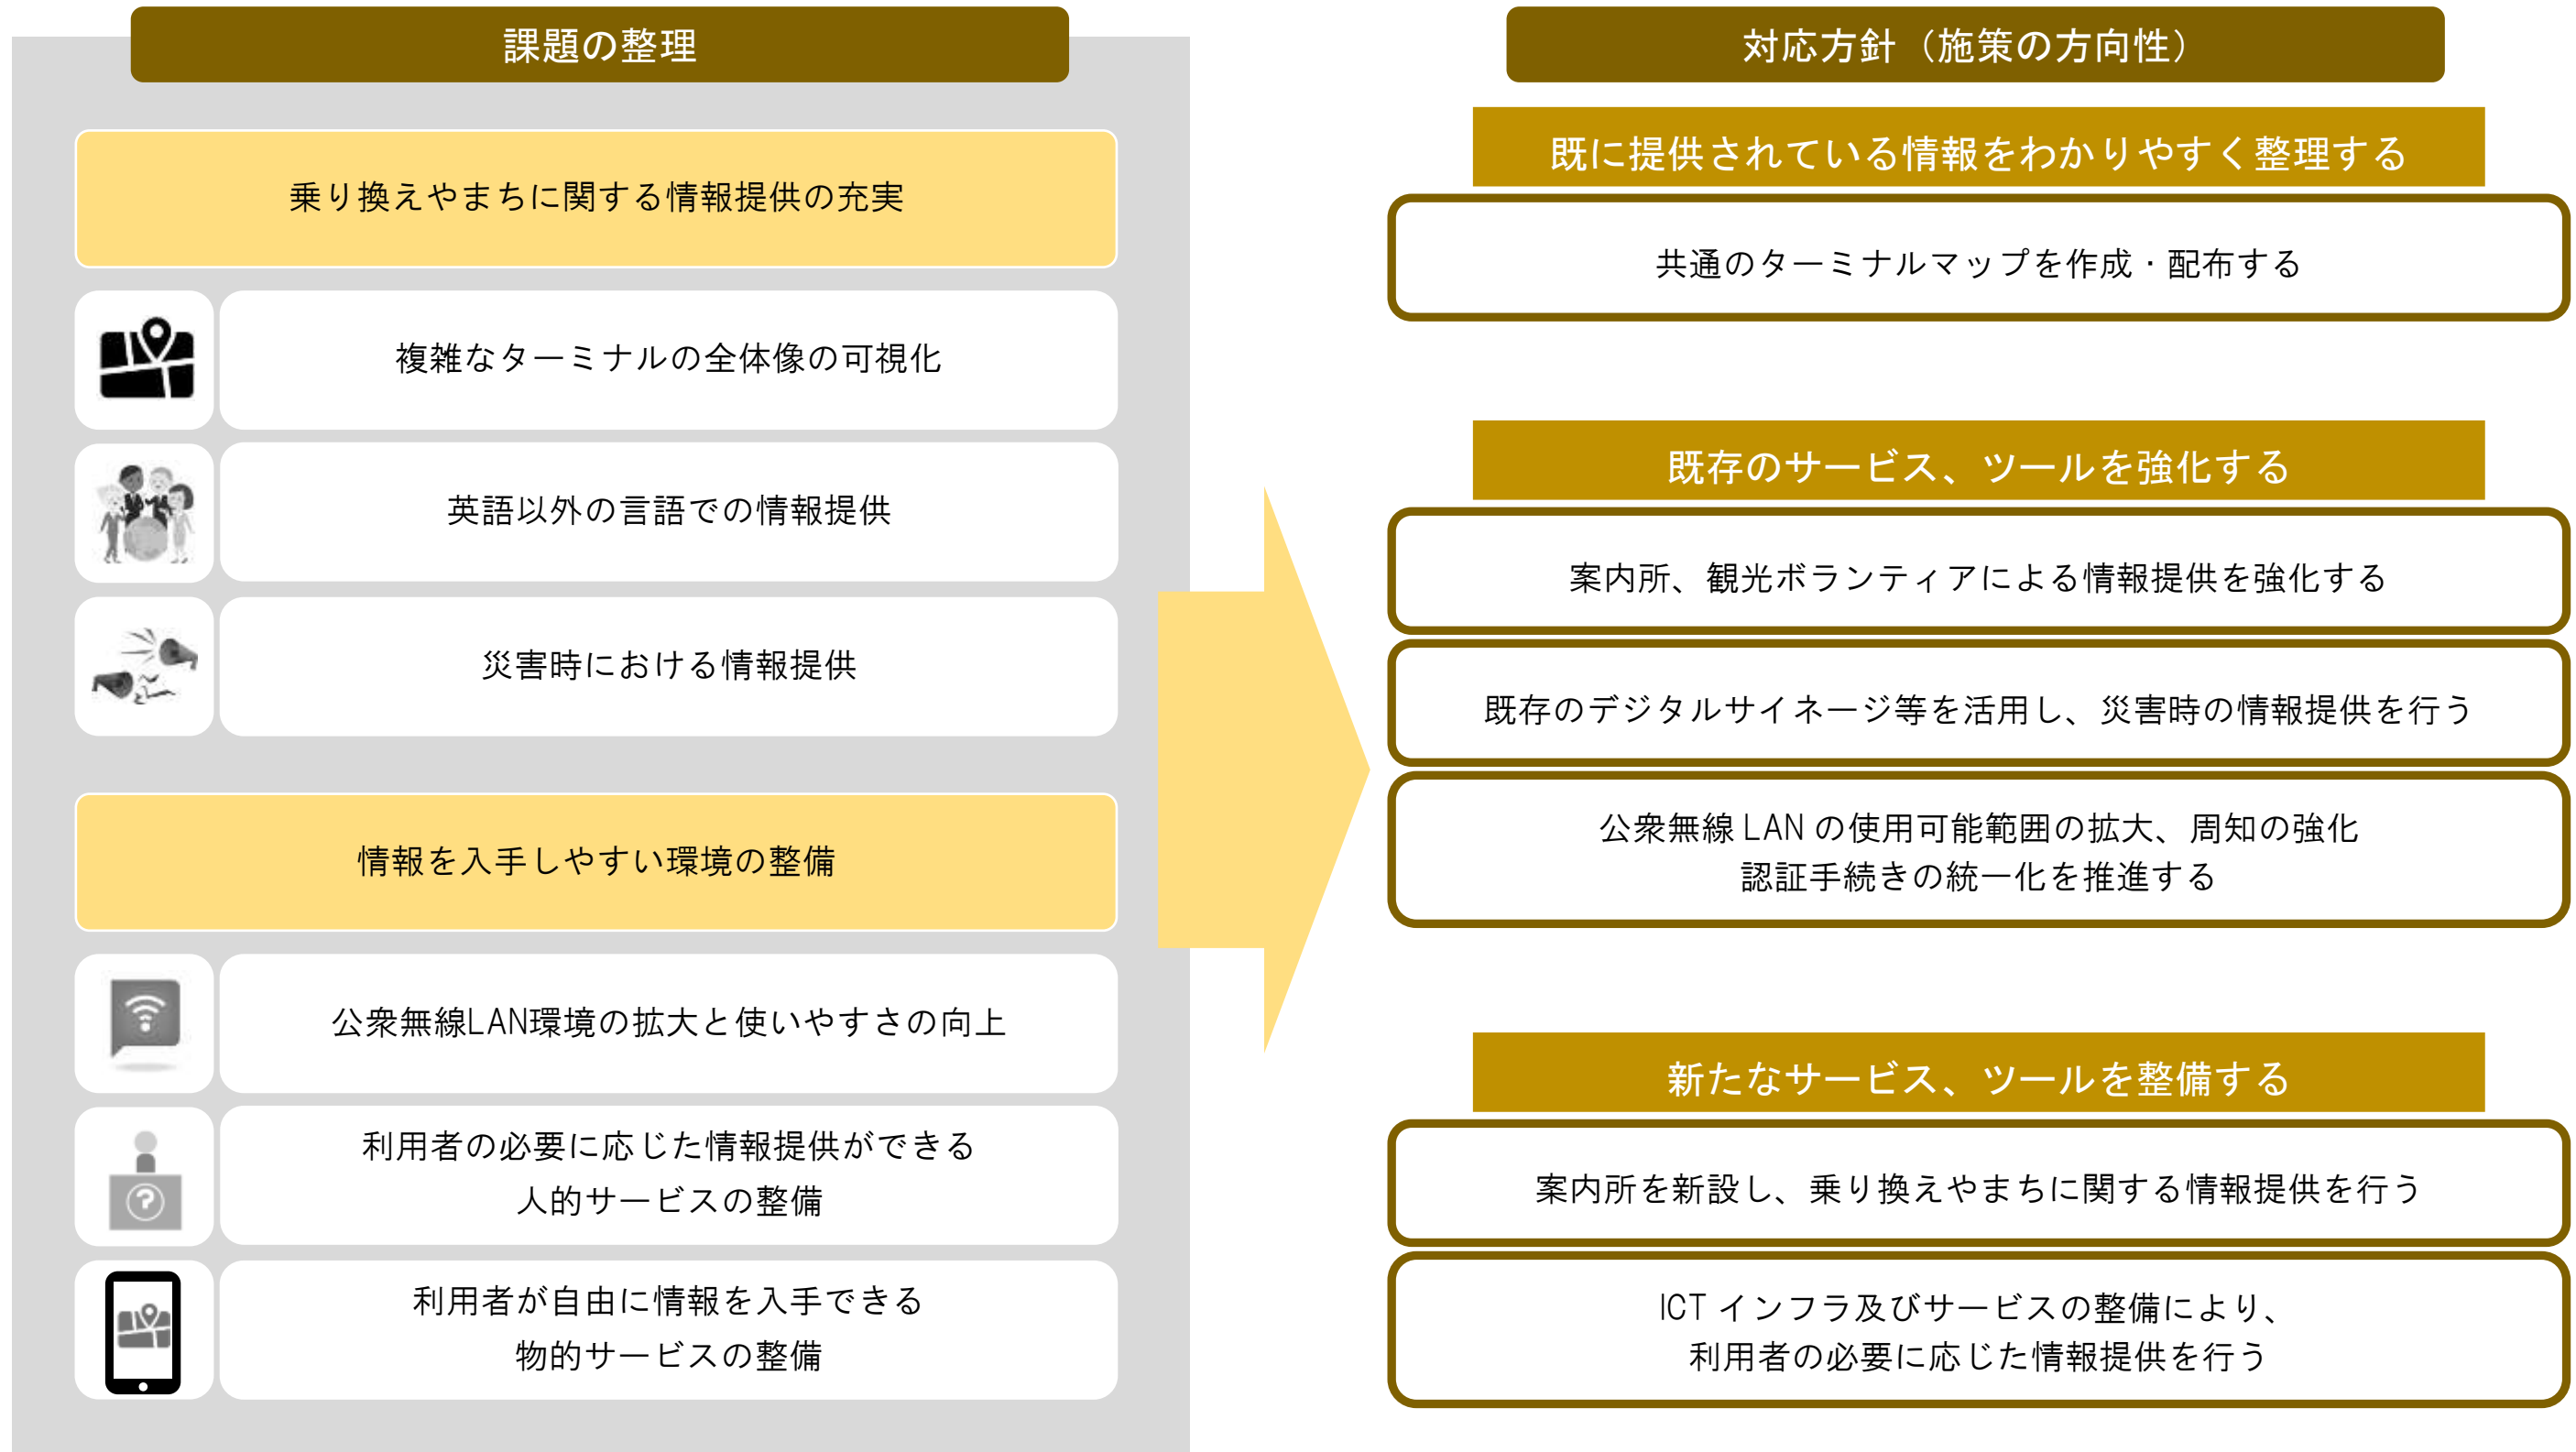 課題の整理
乗り換えやまちに関する情報提供の充実
複雑なターミナルの全体像の可視化
英語以外の言語での情報提供
災害時における情報提供
情報を入手しやすい環境の整備
公衆無線LAN環境の拡大と使いやすさの向上
利用者の必要に応じた情報提供ができる
人的サービスの整備
利用者が自由に情報を入手できる
物的サービスの整備
対応方針（施策の方向性）
既に提供されている情報をわかりやすく整理する
共通のターミナルマップを作成・配布する
既存のサービス、ツールを強化する
案内所、観光ボランティアによる情報提供を強化する
既存のデジタルサイネージ等を活用し、災害時の情報提供を行う
公衆無線 LAN の使用可能範囲の拡大、周知の強化
認証手続きの統一化を推進する
新たなサービス、ツールを整備する
案内所を新設し、乗り換えやまちに関する情報提供を行う
ICT インフラ及びサービスの整備により、
利用者の必要に応じた情報提供を行う